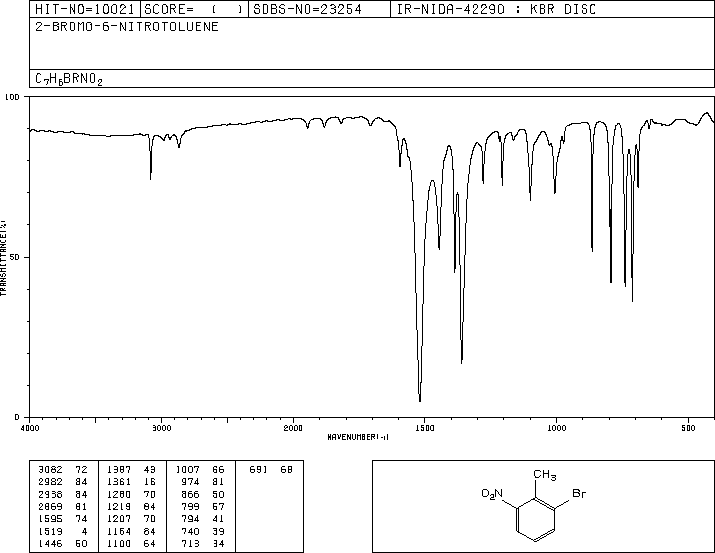 HIT-NO=10021 SCORE= ( ) SDBS-NO=23254 IR-NIDA-42290 : KBR DISC
2-BROMO-6-NITROTOLUENE
C7H6BRNO2
100
50
0
TRANSMITTANCE(%)
4000 3000 2000 1500 1000 500
WAVENUMBER(-1)
3082 72 1387 43 1007 66 691 68
2982 84 1361 16 974 81
2938 84 1280 70 866 50
2869 81 1219 84 799 57
1595 74 1207 70 794 41
1519 4 1164 84 740 39
1446 50 1100 64 713 34
CH3
O2N
Br